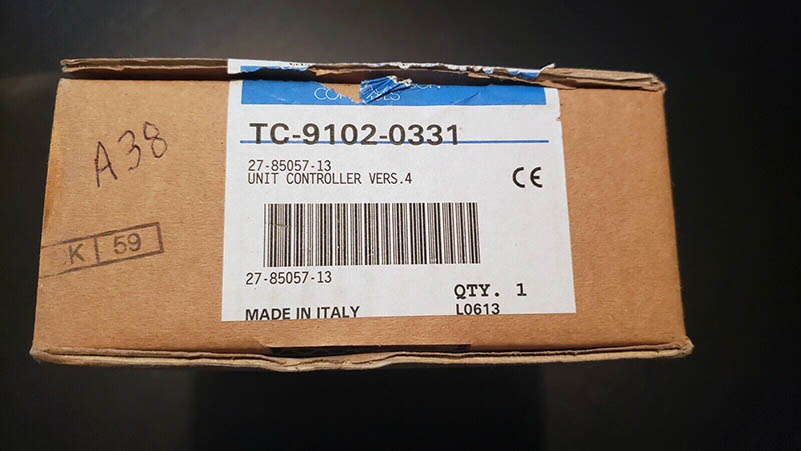 TC-9102-0331
27-85057-13
UNIT CONTROLLER VERS.4
CE
27-85057-13
QTY. 1
MADE IN ITALY
L0613
A38
K 59